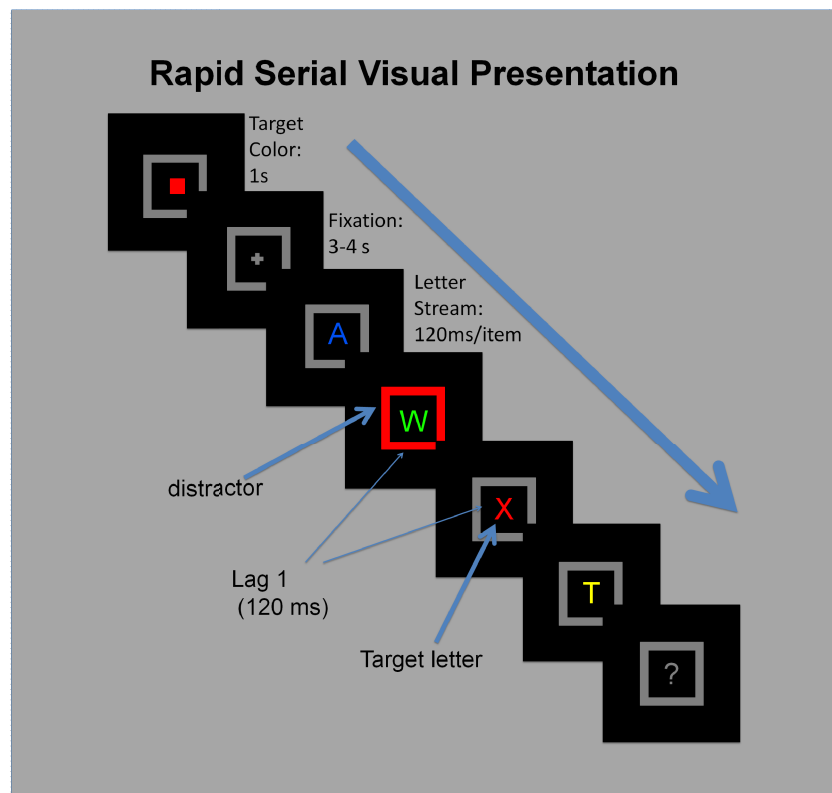 Rapid Serial Visual Presentation
Target
Color:
1s
Fixation:
3-4 s
Letter
Stream:
120ms/item
A
W
distractor
X
Lag 1
(120 ms)
T
Target letter
?